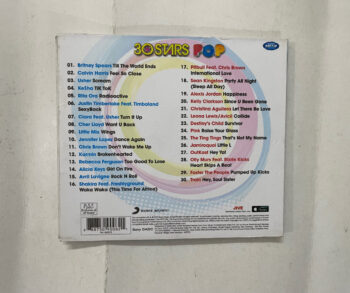 30 STARS POP
01. Britney Spears Till The World Ends
02. Calvin Harris Feel So Close
03. Usher Scream
04. Ke$ha TiK ToK
05. Rita Ora Radioactive
06. Justin Timberlake Feat. Timbaland
SexyBack
07. Ciara Feat. Usher Turn It Up
08. Cher Lloyd Want U Back
09. Little Mix Wings
10. Jennifer Lopez Dance Again
11. Chris Brown Don't Wake Me Up
12. Karmin Brokenhearted
13. Rebecca Ferguson Too Good To Lose
14. Alicia Keys Girl On Fire
15. Avril Lavigne Rock N Roll
16. Shakira Feat. Freshlyground
Waka Waka (This Time For Africa)
17. Pitbull Feat. Chris Brown
International Love
18. Sean Kingston Party All Night
(Sleep All Day)
19. Alexis Jordan Happiness
20. Kelly Clarkson Since U Been Gone
21. Christina Aguilera Let There Be Love
22. Leona Lewis/Avicii Collide
23. Destiny's Child Survivor
24. Pink Raise Your Glass
25. The Ting Tings That's Not My Name
26. Jamiroquai Little L
27. OutKast Hey Ya!
28. Olly Murs Feat. Rizzle Kicks
Heart Skips A Beat
29. Foster The People Pumped Up Kicks
30. Train Hey, Soul Sister
SONY MUSIC
Sony DADC
JIVE